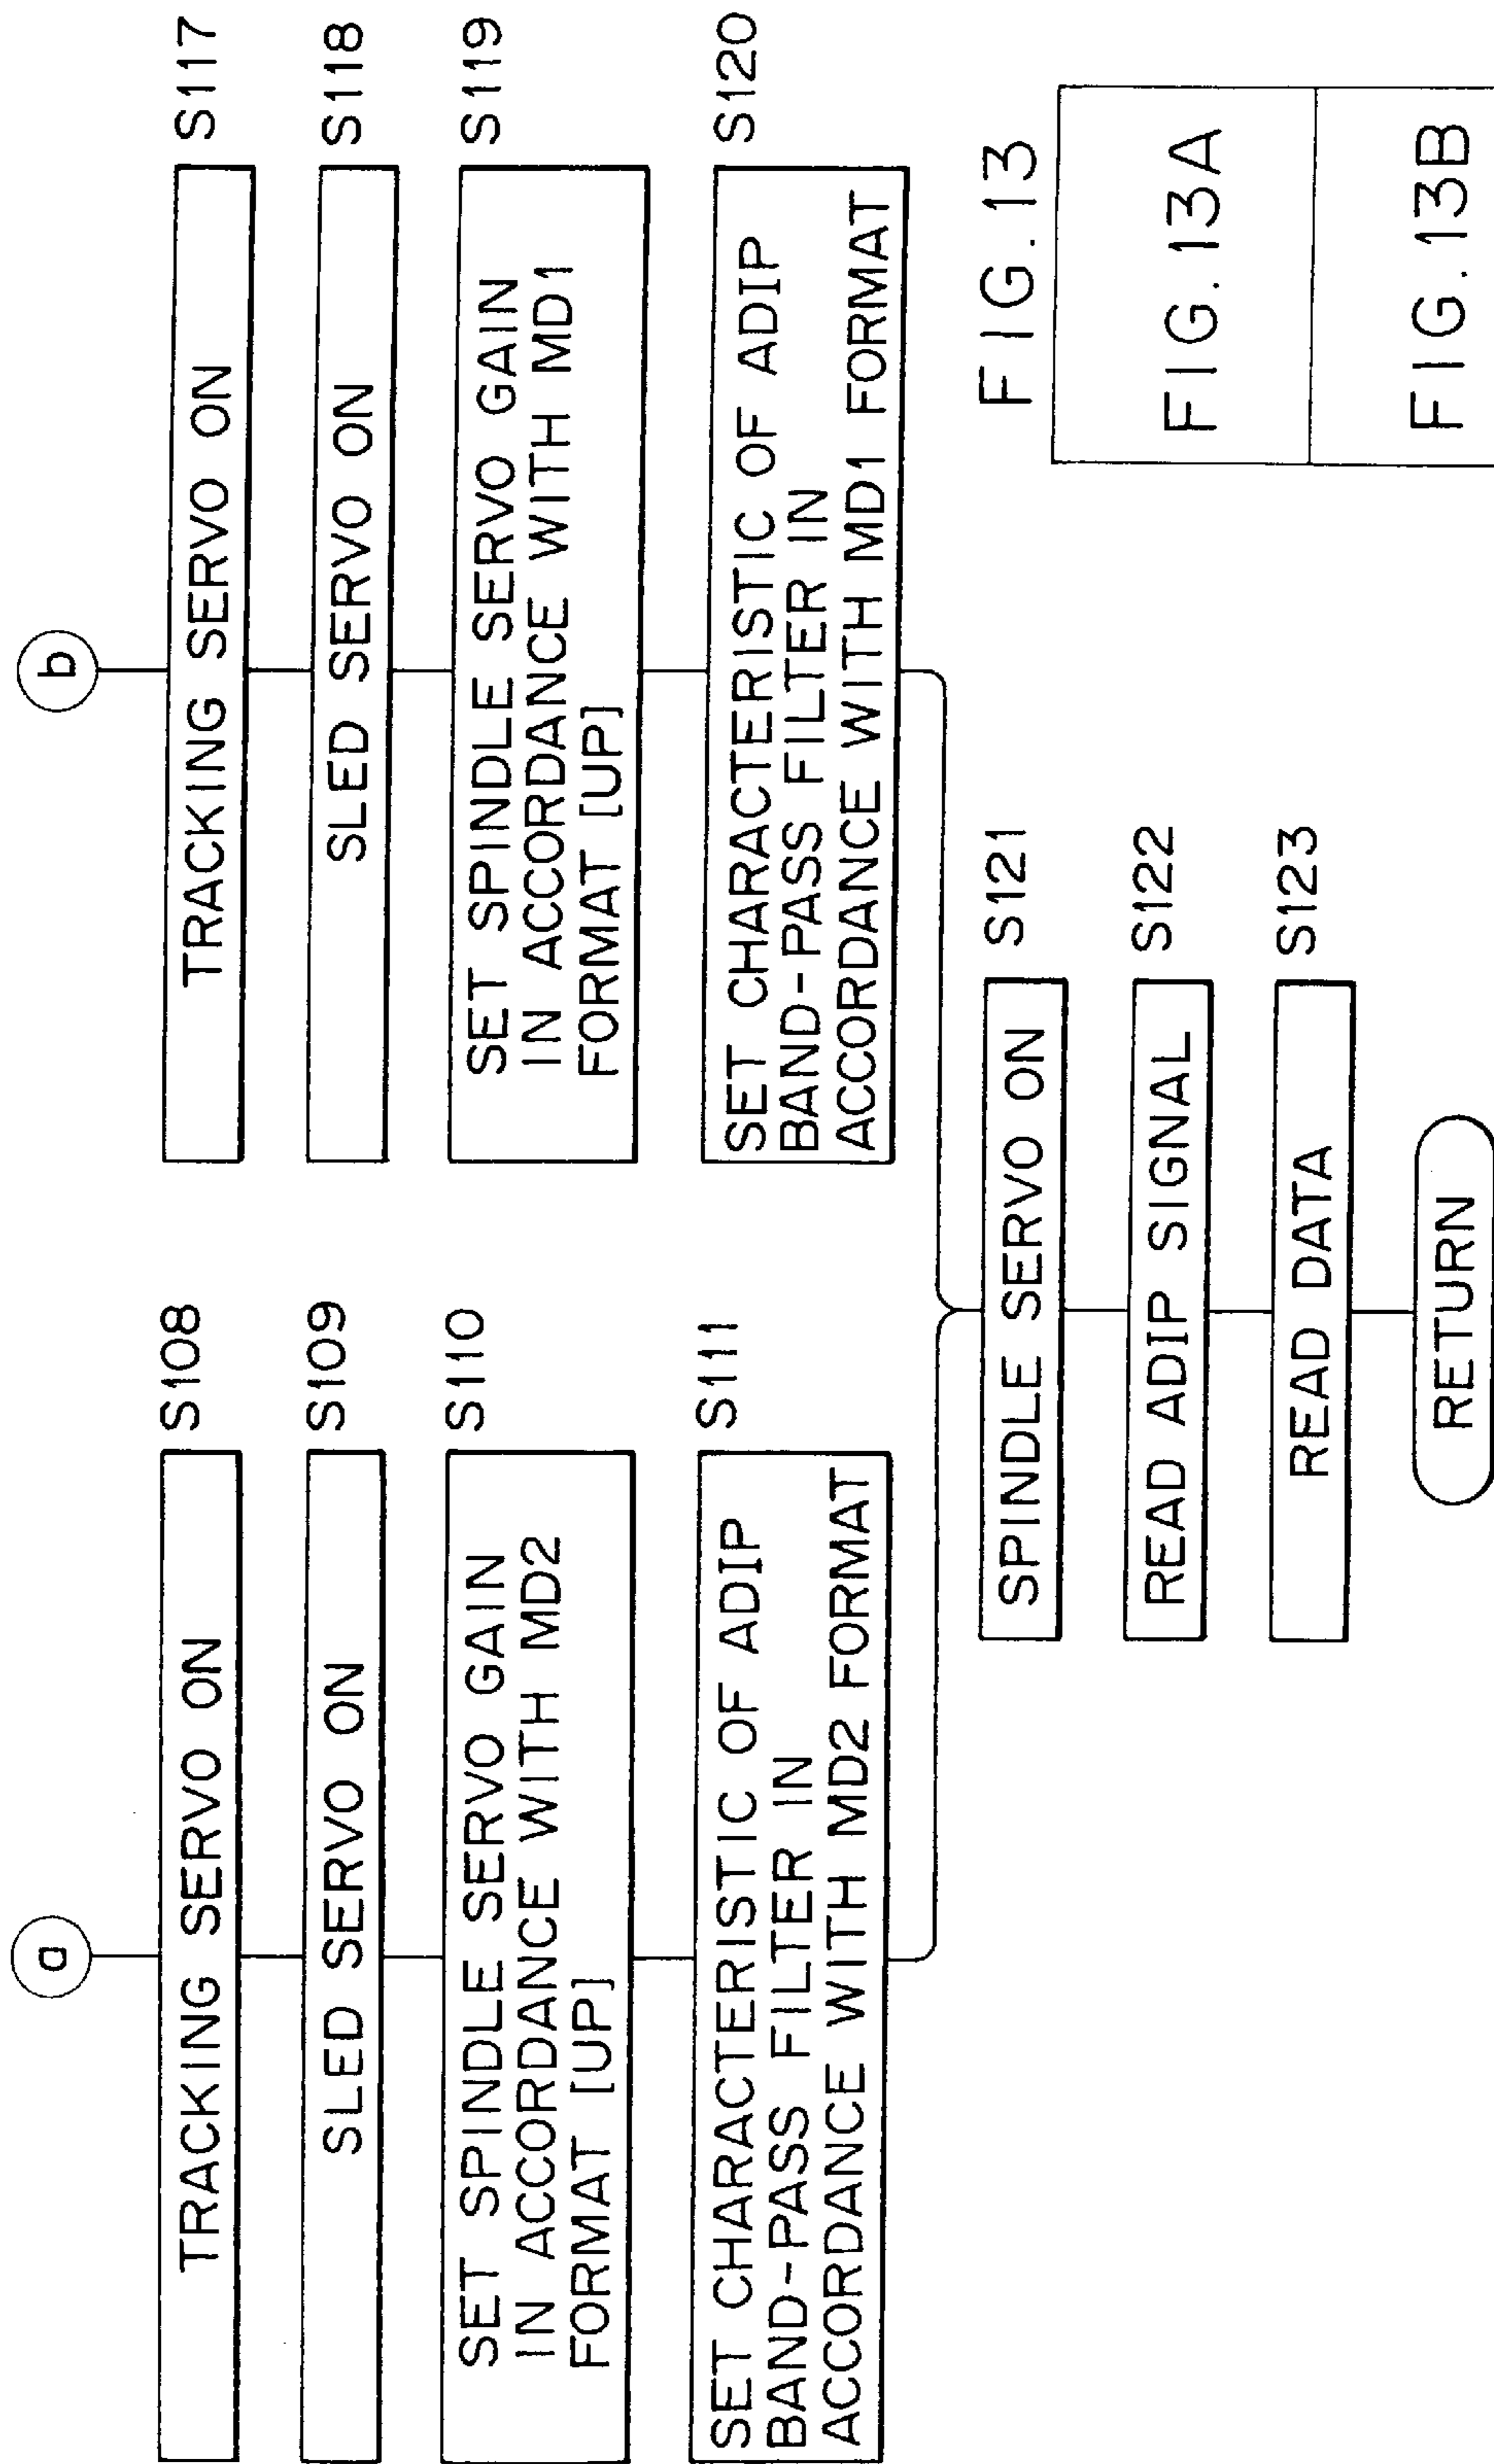 a
TRACKING SERVO ON
S108
SLED SERVO ON
S109
SET SPINDLE SERVO GAIN
IN ACCORDANCE WITH MD2
FORMAT [UP]
S110
SET CHARACTERISTIC OF ADIP
BAND-PASS FILTER IN
ACCORDANCE WITH MD2 FORMAT
S111
b
TRACKING SERVO ON
S117
SLED SERVO ON
S118
SET SPINDLE SERVO GAIN
IN ACCORDANCE WITH MD1
FORMAT [UP]
S119
SET CHARACTERISTIC OF ADIP
BAND-PASS FILTER IN
ACCORDANCE WITH MD1 FORMAT
S120
SPINDLE SERVO ON
S121
READ ADIP SIGNAL
S122
READ DATA
S123
RETURN
FIG.13
FIG.13A
FIG.13B